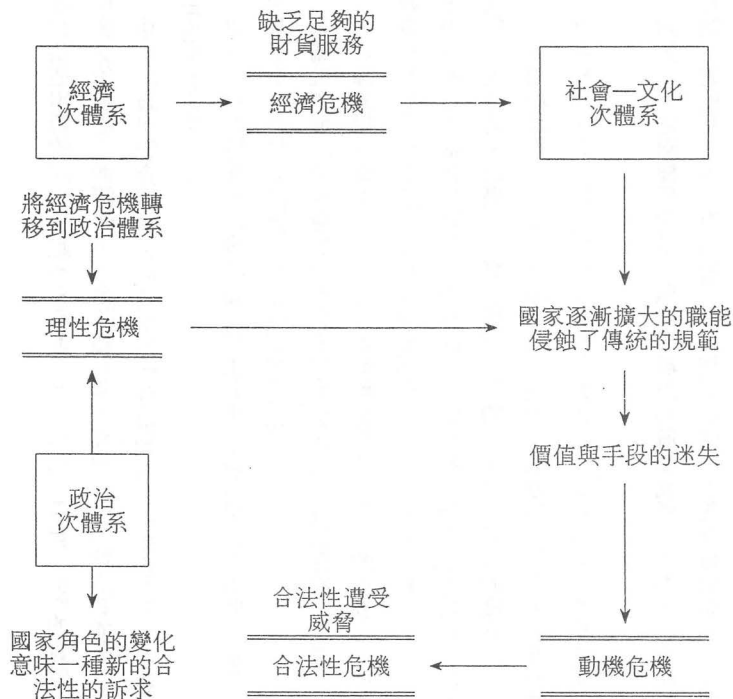 缺乏足夠的
財貨服務
經濟
次體系
經濟危機
社會—文化
次體系
將經濟危機轉
移到政治體系
理性危機
國家逐漸擴大的職能
侵蝕了傳統的規範
價值與手段的迷失
政治
次體系
國家角色的變化
意味一種新的合
法性的訴求
合法性遭受
威脅
合法性危機
動機危機